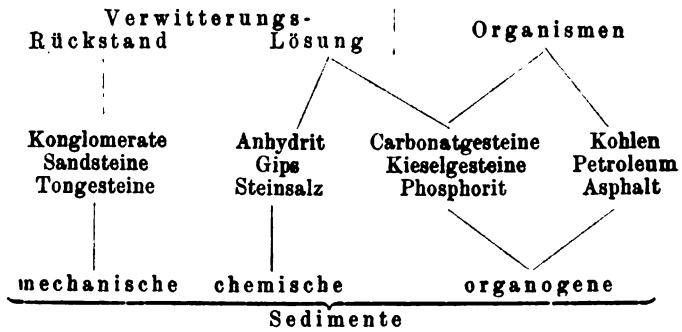 Verwitterungs-
Rückstand Lösung Organismen
Konglomerate Anhydrit Carbonatgesteine Kohlen
Sandsteine Gips Kieselgesteine Petroleum
Tongesteine Steinsalz Phosphorit Asphalt
mechanische chemische organogene
Sedimente